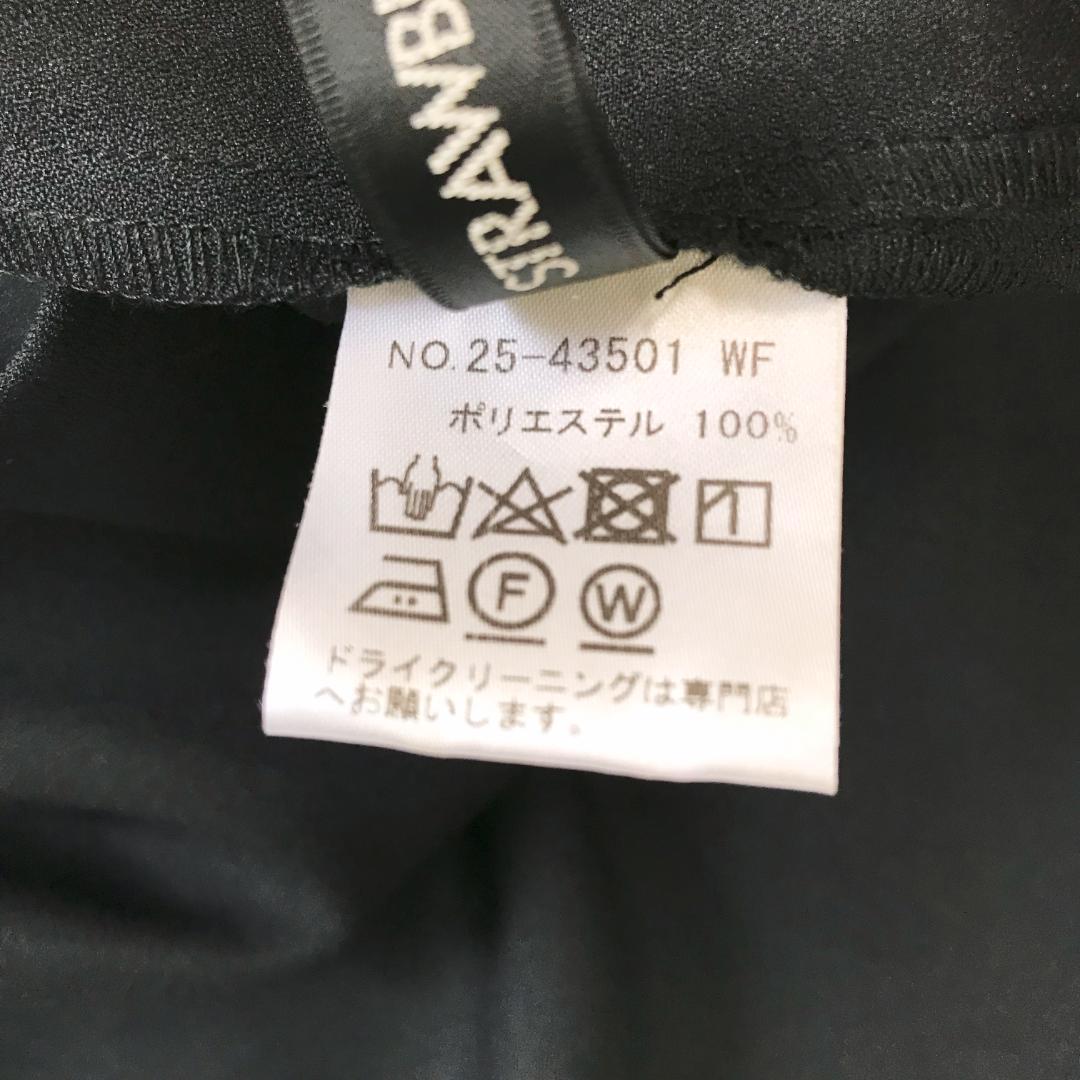 STRAWB
NO.25-43501 WF
ポリエステル 100%
F W
ドライクリーニングは専門店
へお願いします。